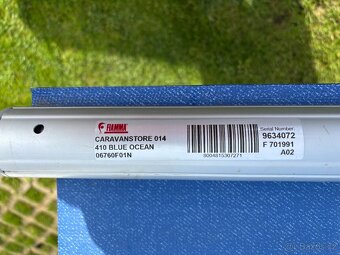 FIAMMA
CARAVANSTORE 014
410 BLUE OCEAN
06760F01N
8004815307271
Serial Number
9634072
F 701991
A02